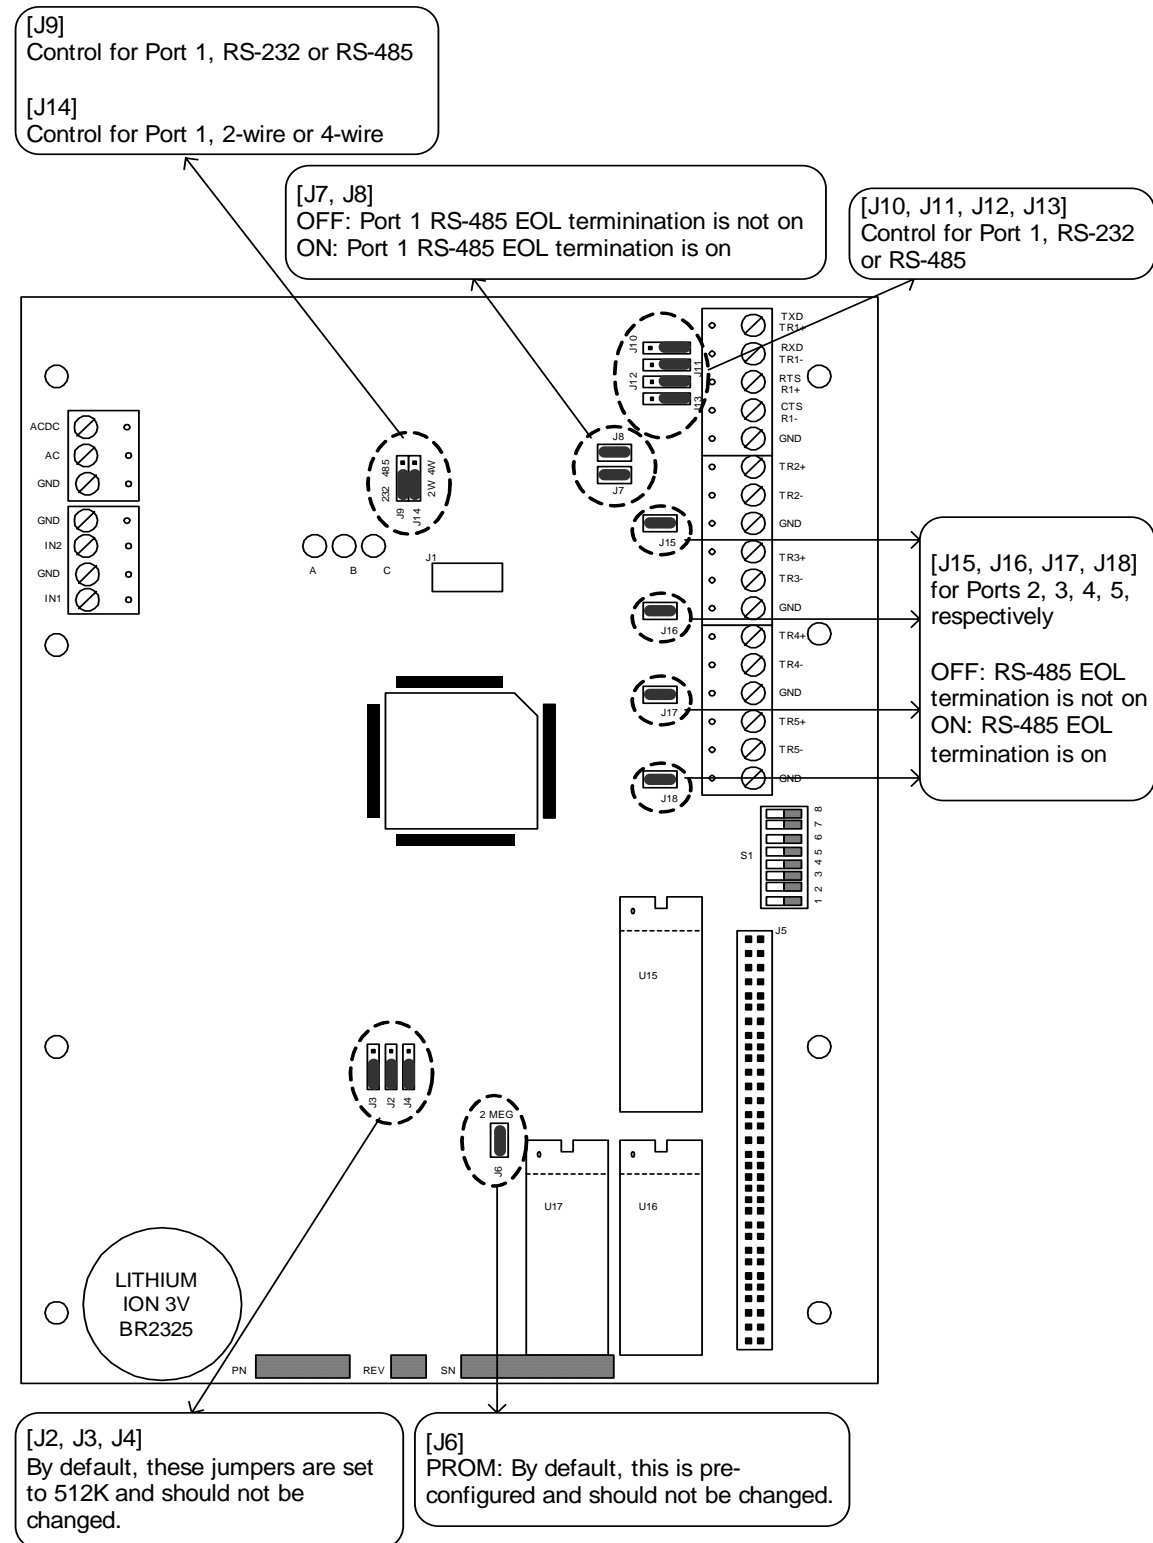 [J9]
Control for Port 1, RS-232 or RS-485
[J14]
Control for Port 1, 2-wire or 4-wire
[J7, J8]
OFF: Port 1 RS-485 EOL terminination is not on
ON: Port 1 RS-485 EOL termination is on
[J10, J11, J12, J13]
Control for Port 1, RS-232
or RS-485
TXD
TR1+
RXD
TR1-
RTS
R1+
CTS
R1-
GND
TR2+
TR2-
GND
TR3+
TR3-
GND
TR4+
TR4-
GND
TR5+
TR5-
GND
J10
J11
J12
J13
J8
J7
J15
J16
J17
J18
ACDC
AC
GND
GND
IN2
GND
IN1
232 485
2W 4W
J9
J14
A B C
J1
[J15, J16, J17, J18]
for Ports 2, 3, 4, 5,
respectively
OFF: RS-485 EOL
termination is not on
ON: RS-485 EOL
termination is on
S1
1 2 3 4 5 6 7 8
J5
U15
J3 J2 J4
2 MEG
J6
U17
U16
LITHIUM
ION 3V
BR2325
PN
REV
SN
[J2, J3, J4]
By default, these jumpers are set
to 512K and should not be
changed.
[J6]
PROM: By default, this is pre-
configured and should not be changed.